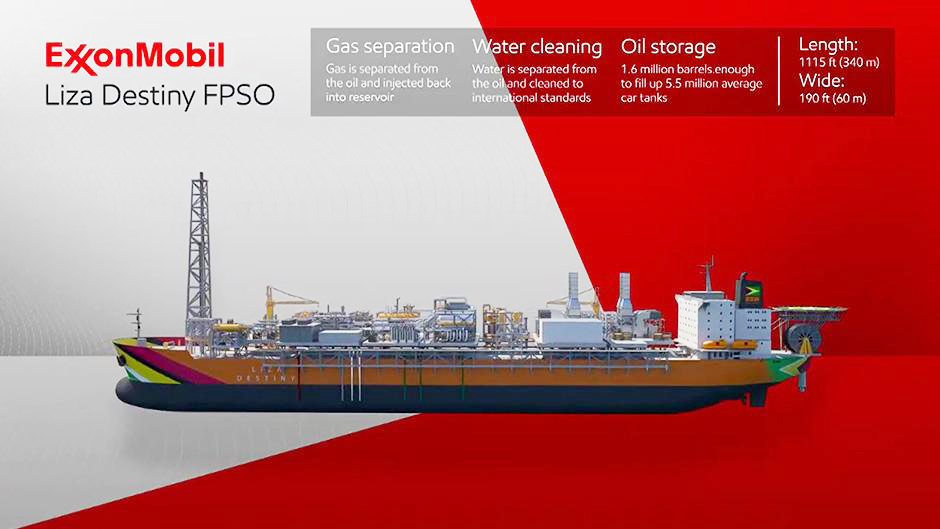 ExxonMobil
Liza Destiny FPSO
Gas separation
Gas is separated from
the oil and injected back
into reservoir
Water cleaning
Water is separated from
the oil and cleaned to
international standards
Oil storage
1.6 million barrels.enough
to fill up 5.5 million average
car tanks
Length:
1115 ft (340 m)
Wide:
190 ft (60 m)
LIZA
DESTINY